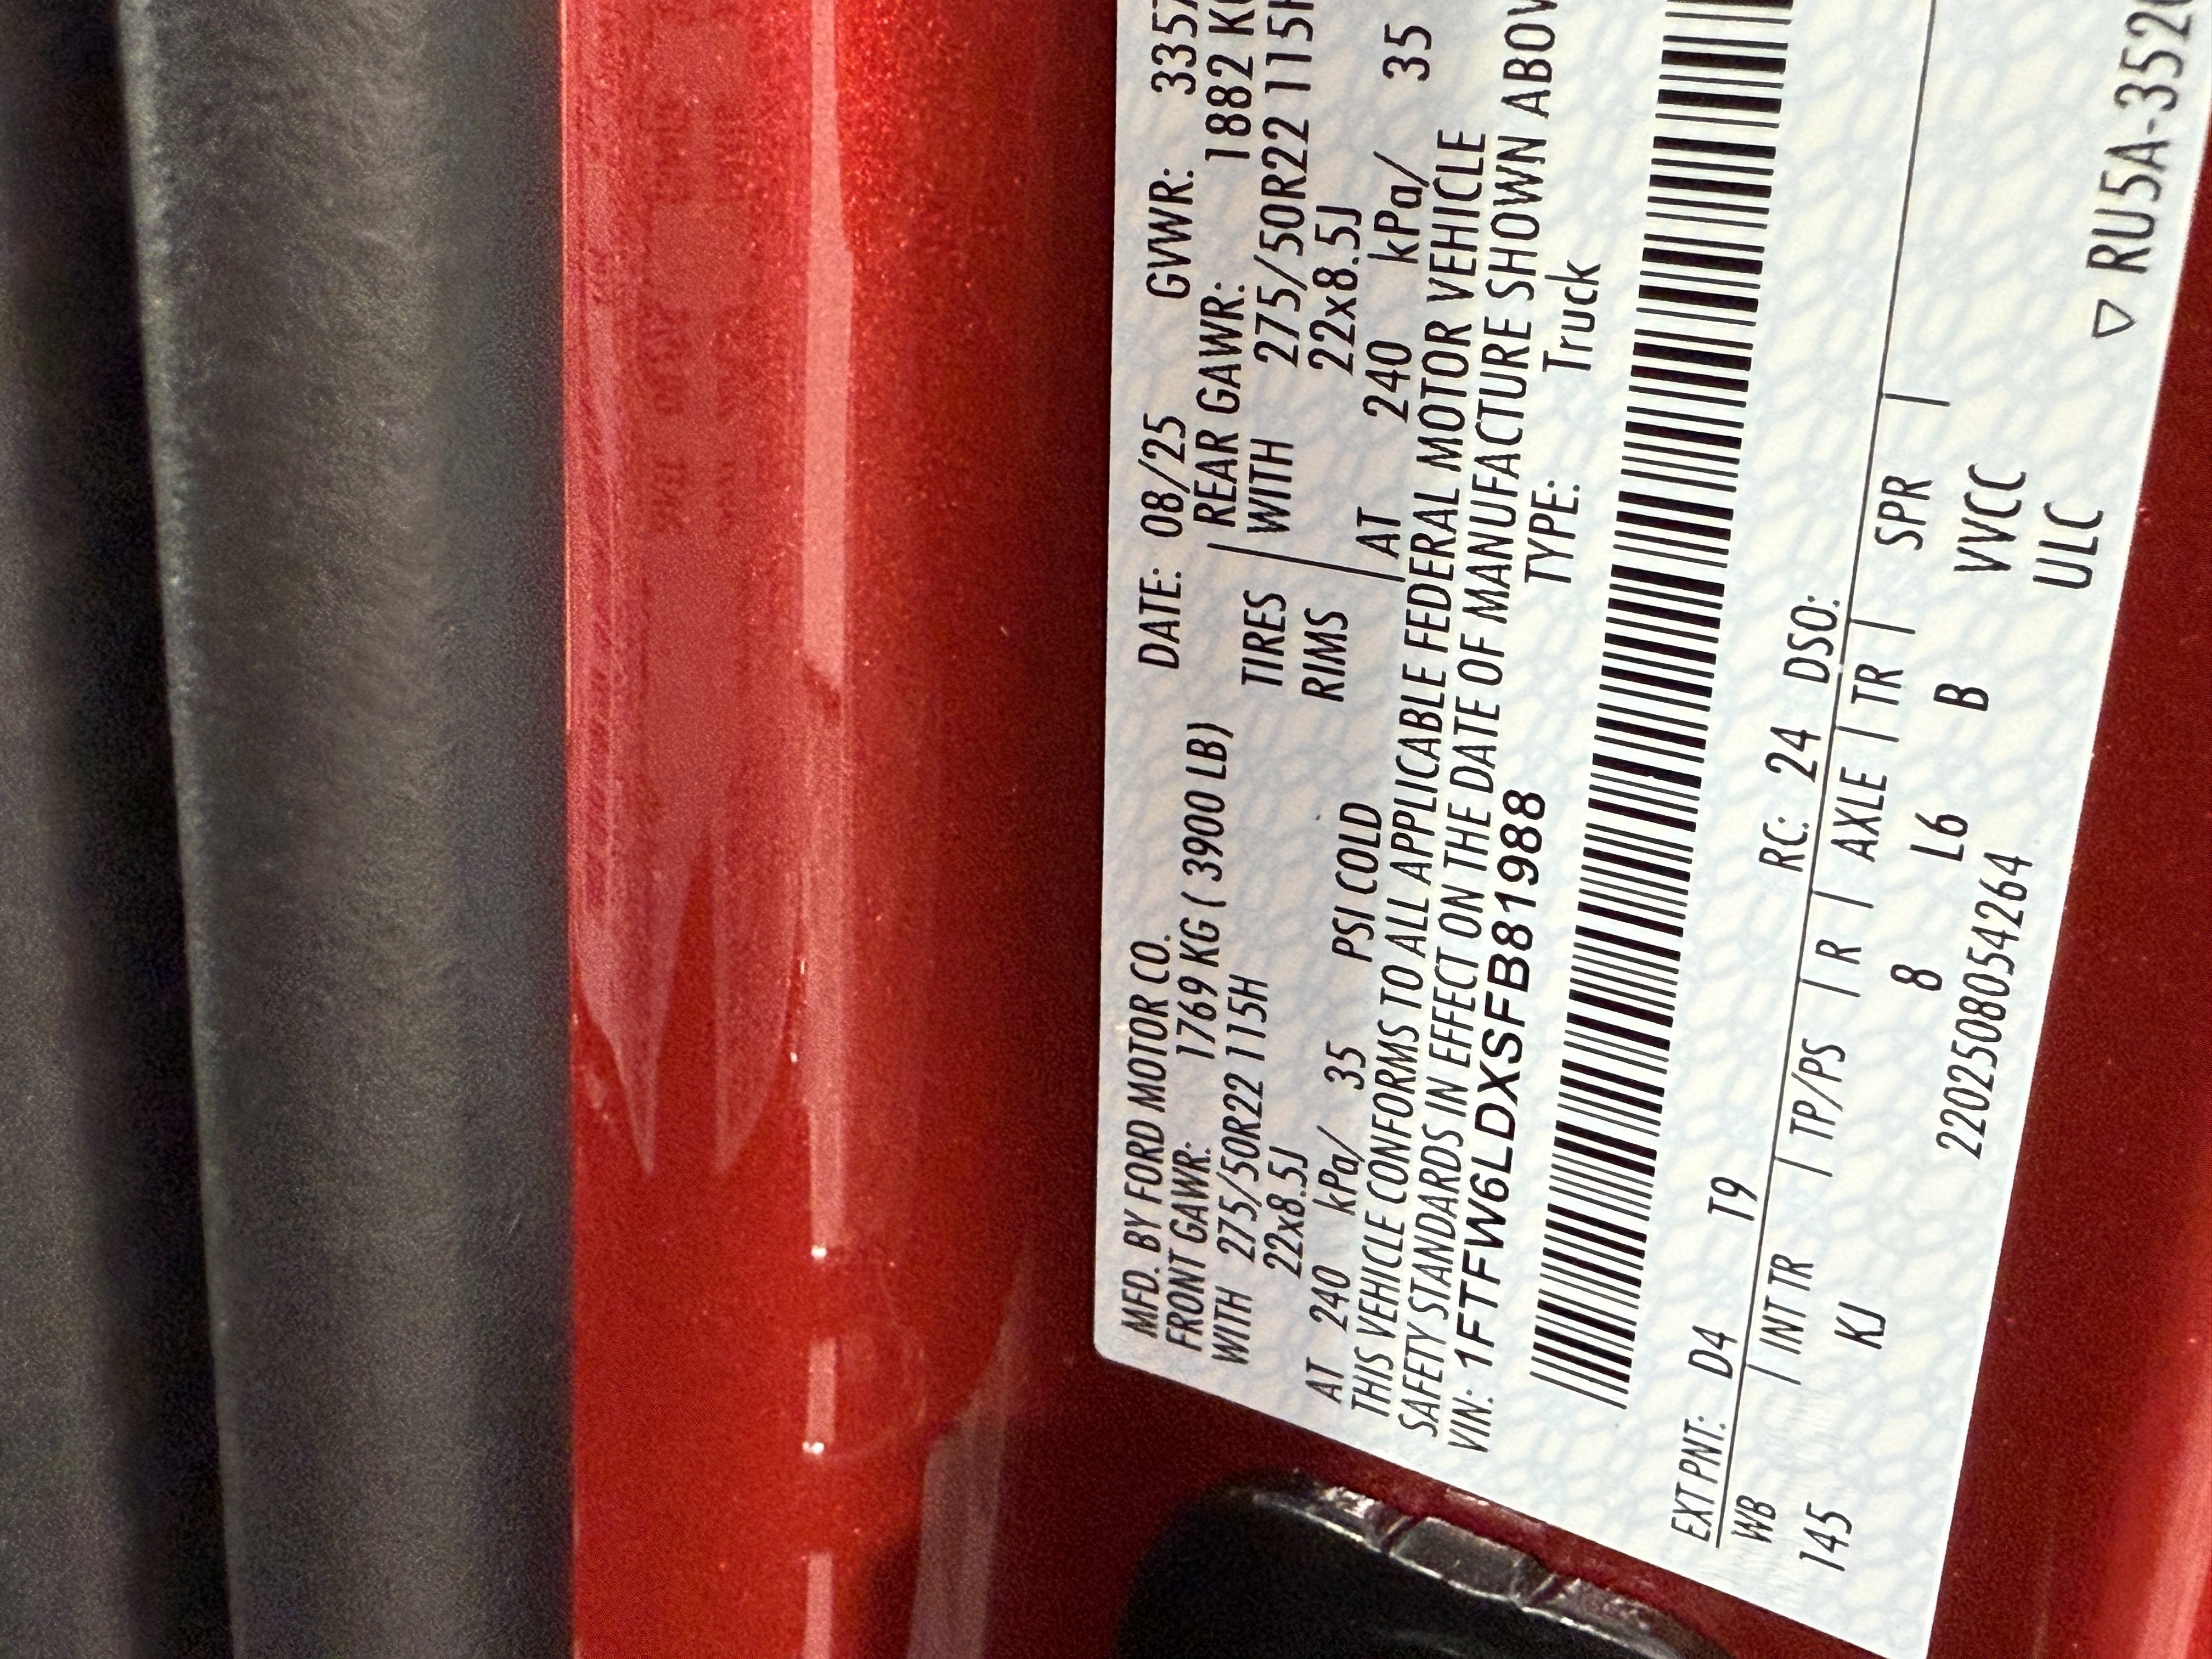 MFD. BY FORD MOTOR CO. DATE: 08/25 GVWR:
FRONT GAWR: 1769 KG ( 3900 LB) REAR GAWR: 1882
WITH 275/50R22 115H TIRES WITH 275/50R22
22x8.5J RIMS 22x8.5J
AT 240 kPa/ 35 PSI COLD AT 240 kPa/ 35
THIS VEHICLE CONFORMS TO ALL APPLICABLE FEDERAL MOTOR VEHICLE
SAFETY STANDARDS IN EFFECT ON THE DATE OF MANUFACTURE SHOWN
VIN: 1FTFW6LDXSFB81988 TYPE: Truck
EXT PNT: D4 T9 RC: 24 DSO:
WB | INT TR | TP/PS | R | AXLE | TR | SPR |
145 KJ 8 L6 B VVCC
220250805426​4 ULC
▽ RU5A-